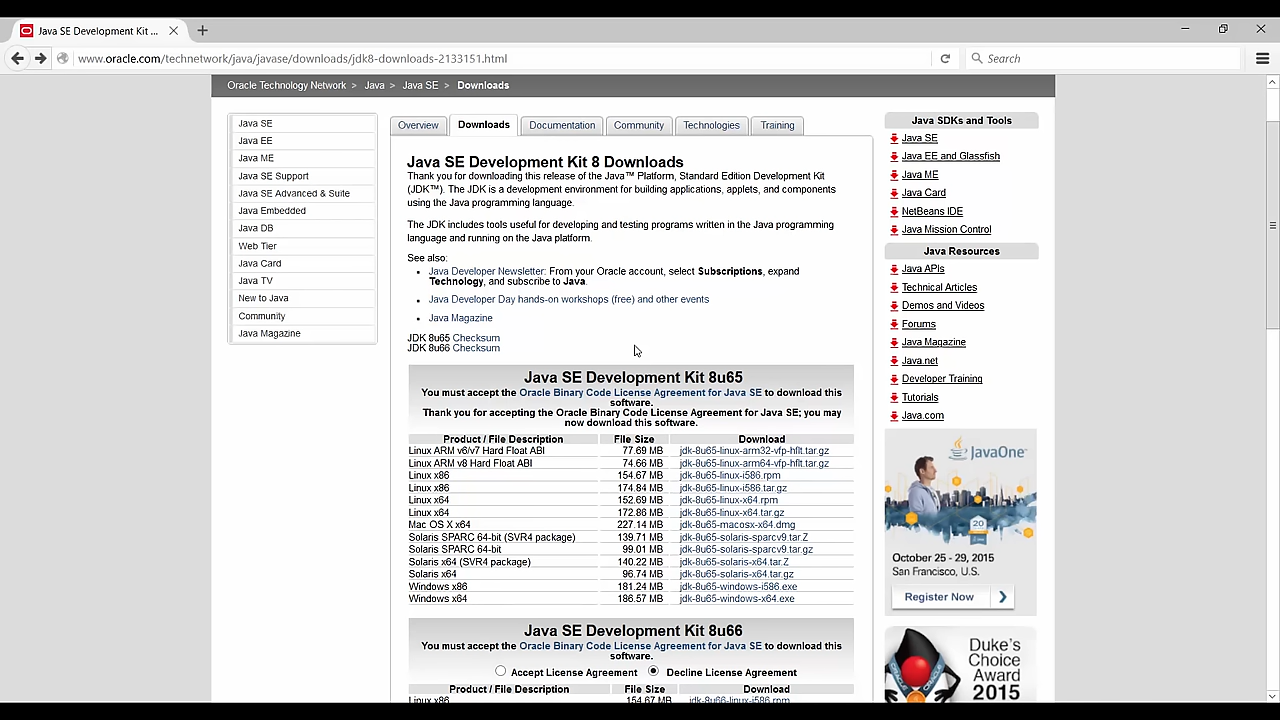 Java SE Development Kit ...
www.oracle.com/technetwork/java/javase/downloads/jdk8-downloads-2133151.html
Search
Oracle Technology Network > Java > Java SE > Downloads
Java SE
Java EE
Java ME
Java SE Support
Java SE Advanced & Suite
Java Embedded
Java DB
Web Tier
Java Card
Java TV
New to Java
Community
Java Magazine
Overview
Downloads
Documentation
Community
Technologies
Training
Java SE Development Kit 8 Downloads
Thank you for downloading this release of the Java™ Platform, Standard Edition Development Kit
(JDK™). The JDK is a development environment for building applications, applets, and components
using the Java programming language.
The JDK includes tools useful for developing and testing programs written in the Java programming
language and running on the Java platform.
See also:
Java Developer Newsletter: From your Oracle account, select Subscriptions, expand
Technology, and subscribe to Java.
Java Developer Day hands-on workshops (free) and other events
Java Magazine
JDK 8u65 Checksum
JDK 8u66 Checksum
Java SE Development Kit 8u65
You must accept the Oracle Binary Code License Agreement for Java SE to download this
software.
Thank you for accepting the Oracle Binary Code License Agreement for Java SE; you may
now download this software.
Product / File Description File Size Download
Linux ARM v6/v7 Hard Float ABI 77.69 MB jdk-8u65-linux-arm32-vfp-hflt.tar.gz
Linux ARM v8 Hard Float ABI 74.66 MB jdk-8u65-linux-arm64-vfp-hflt.tar.gz
Linux x86 154.67 MB jdk-8u65-linux-i586.rpm
Linux x86 174.84 MB jdk-8u65-linux-i586.tar.gz
Linux x64 152.69 MB jdk-8u65-linux-x64.rpm
Linux x64 172.86 MB jdk-8u65-linux-x64.tar.gz
Mac OS X x64 227.14 MB jdk-8u65-macosx-x64.dmg
Solaris SPARC 64-bit (SVR4 package) 139.71 MB jdk-8u65-solaris-sparcv9.tar.Z
Solaris SPARC 64-bit 99.01 MB jdk-8u65-solaris-sparcv9.tar.gz
Solaris x64 (SVR4 package) 140.22 MB jdk-8u65-solaris-x64.tar.Z
Solaris x64 96.74 MB jdk-8u65-solaris-x64.tar.gz
Windows x86 181.24 MB jdk-8u65-windows-i586.exe
Windows x64 186.57 MB jdk-8u65-windows-x64.exe
Java SE Development Kit 8u66
You must accept the Oracle Binary Code License Agreement for Java SE to download this
software.
Accept License Agreement Decline License Agreement
Product / File Description File Size Download
Linux x86 154.67 MB jdk-8u66-linux-i586.rpm
Java SDKs and Tools
Java SE
Java EE and Glassfish
Java ME
Java Card
NetBeans IDE
Java Mission Control
Java Resources
Java APIs
Technical Articles
Demos and Videos
Forums
Java Magazine
Java.net
Developer Training
Tutorials
Java.com
JavaOne
20
October 25 - 29, 2015
San Francisco, U.S.
Register Now
Duke's
Choice
Award
2015